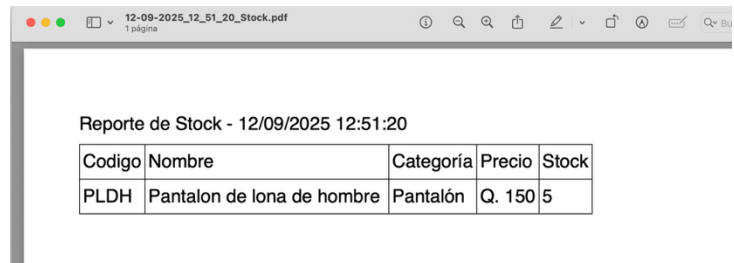 12-09-2025_12_51_20_Stock.pdf
1 página
Bu
Reporte de Stock - 12/09/2025 12:51:20
Codigo Nombre Categoría Precio Stock
PLDH Pantalon de lona de hombre Pantalón Q. 150 5